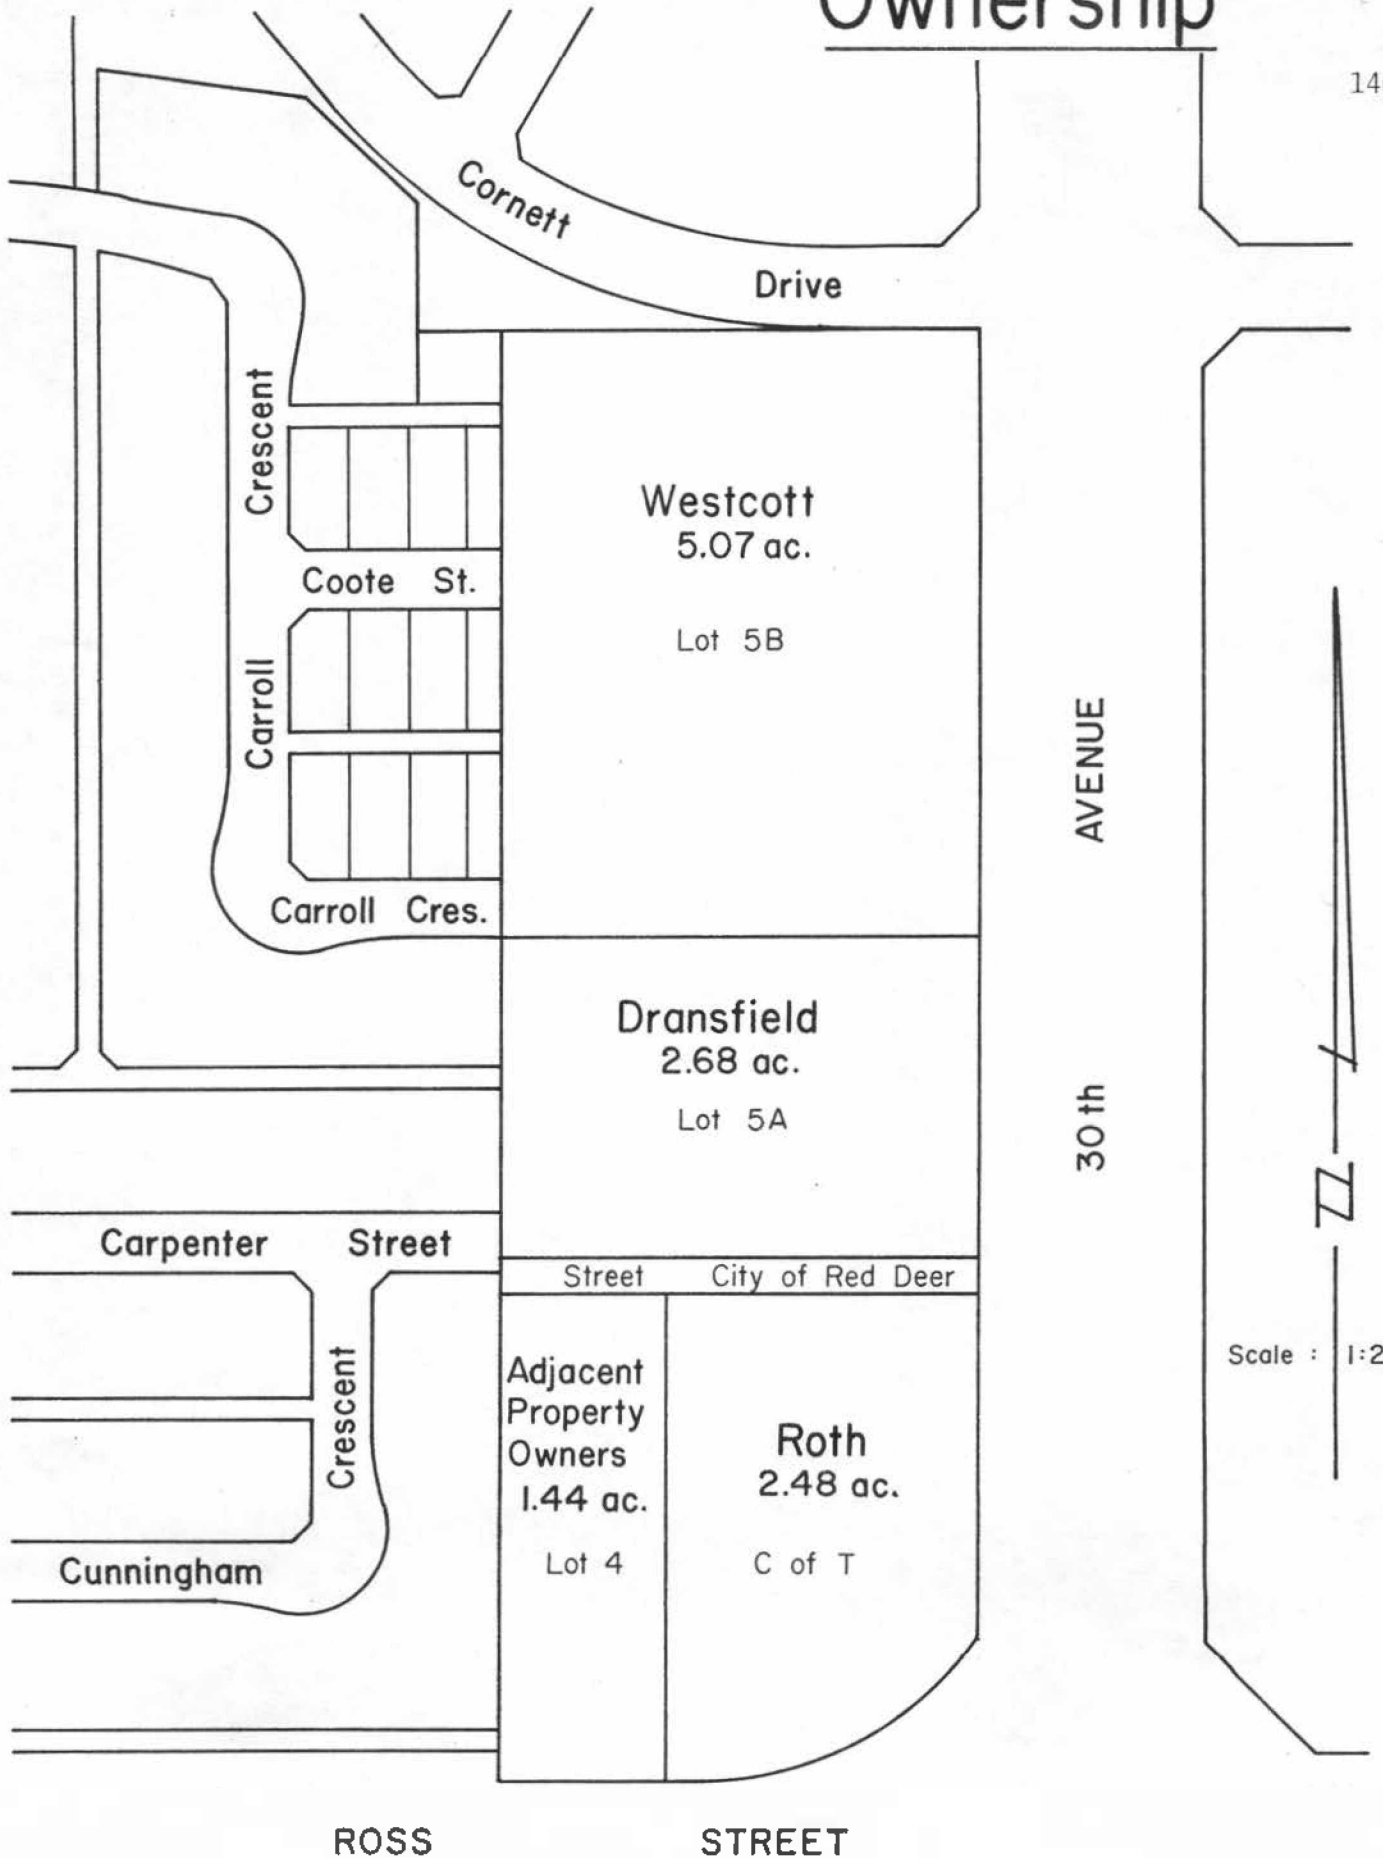 Ownership
14
Cornett
Drive
Crescent
Westcott
5.07 ac.
Coote St.
Lot 5B
Carroll
AVENUE
Carroll Cres.
Dransfield
2.68 ac.
Lot 5A
30th
N
Carpenter Street
Street City of Red Deer
Scale : 1:2
Crescent
Adjacent
Property
Owners
1.44 ac.
Lot 4
Roth
2.48 ac.
C of T
Cunningham
ROSS STREET